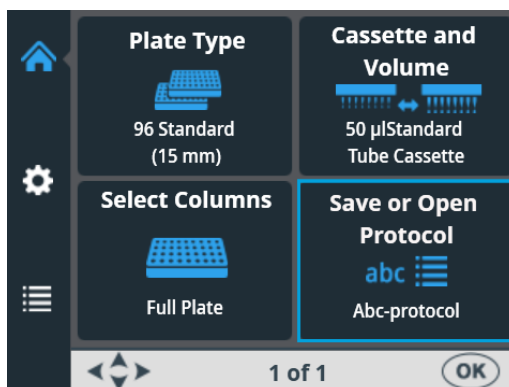 Plate Type
96 Standard
(15 mm)
Cassette and
Volume
50 µlStandard
Tube Cassette
Select Columns
Full Plate
Save or Open
Protocol
abc
Abc-protocol
1 of 1
OK